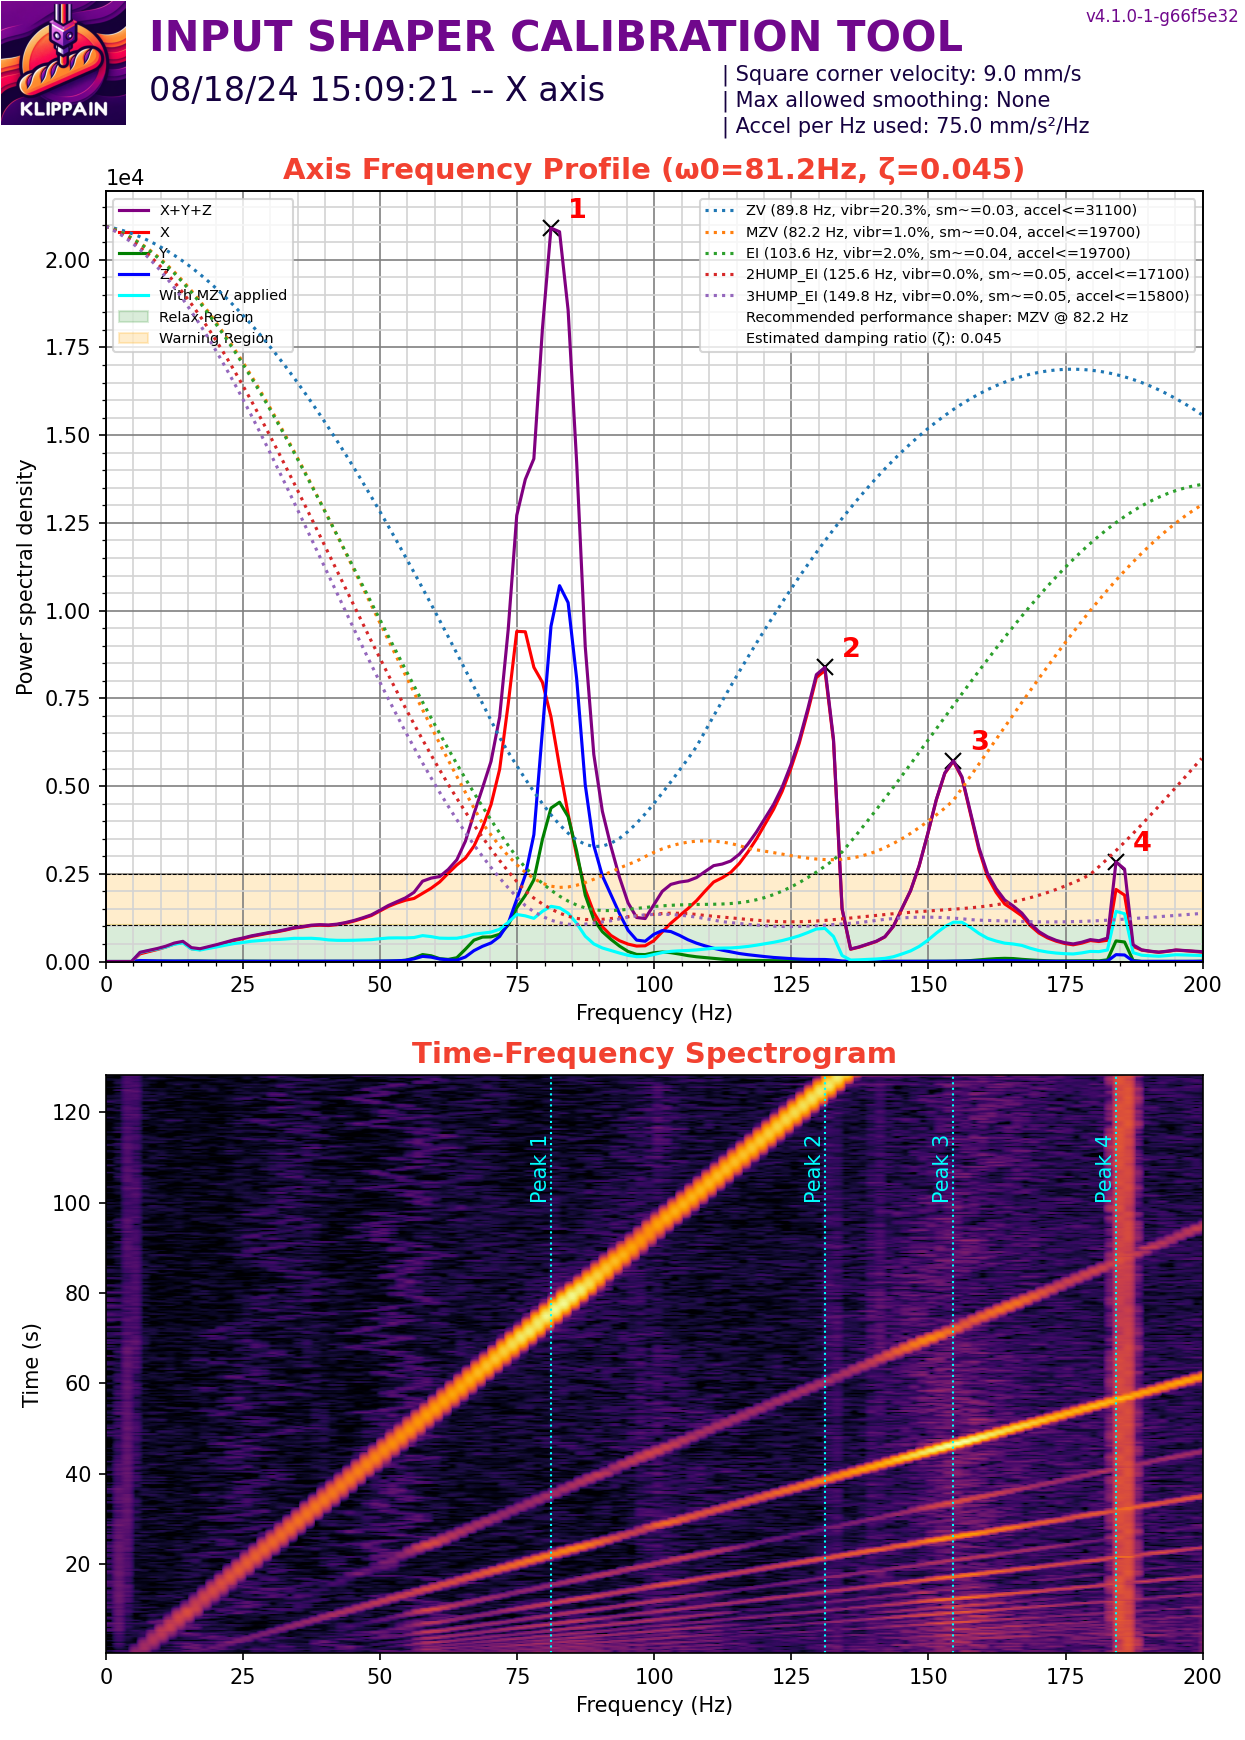 v4.1.0-1-g66f5e32
INPUT SHAPER CALIBRATION TOOL
08/18/24 15:09:21 -- X axis
| Square corner velocity: 9.0 mm/s
| Max allowed smoothing: None
| Accel per Hz used: 75.0 mm/s²/Hz
KLIPPAIN
Axis Frequency Profile (ω0=81.2Hz, ζ=0.045)
1e4
X+Y+Z
X
Y
Z
With MZV applied
Relax Region
Warning Region
ZV (89.8 Hz, vibr=20.3%, sm~=0.03, accel<=31100)
MZV (82.2 Hz, vibr=1.0%, sm~=0.04, accel<=19700)
EI (103.6 Hz, vibr=2.0%, sm~=0.04, accel<=19700)
2HUMP_EI (125.6 Hz, vibr=0.0%, sm~=0.05, accel<=17100)
3HUMP_EI (149.8 Hz, vibr=0.0%, sm~=0.05, accel<=15800)
Recommended performance shaper: MZV @ 82.2 Hz
Estimated damping ratio (ζ): 0.045
1
2
3
4
Power spectral density
2.00
1.75
1.50
1.25
1.00
0.75
0.50
0.25
0.00
0 25 50 75 100 125 150 175 200
Frequency (Hz)
Time-Frequency Spectrogram
Time (s)
120
100
80
60
40
20
Peak 1
Peak 2
Peak 3
Peak 4
0 25 50 75 100 125 150 175 200
Frequency (Hz)